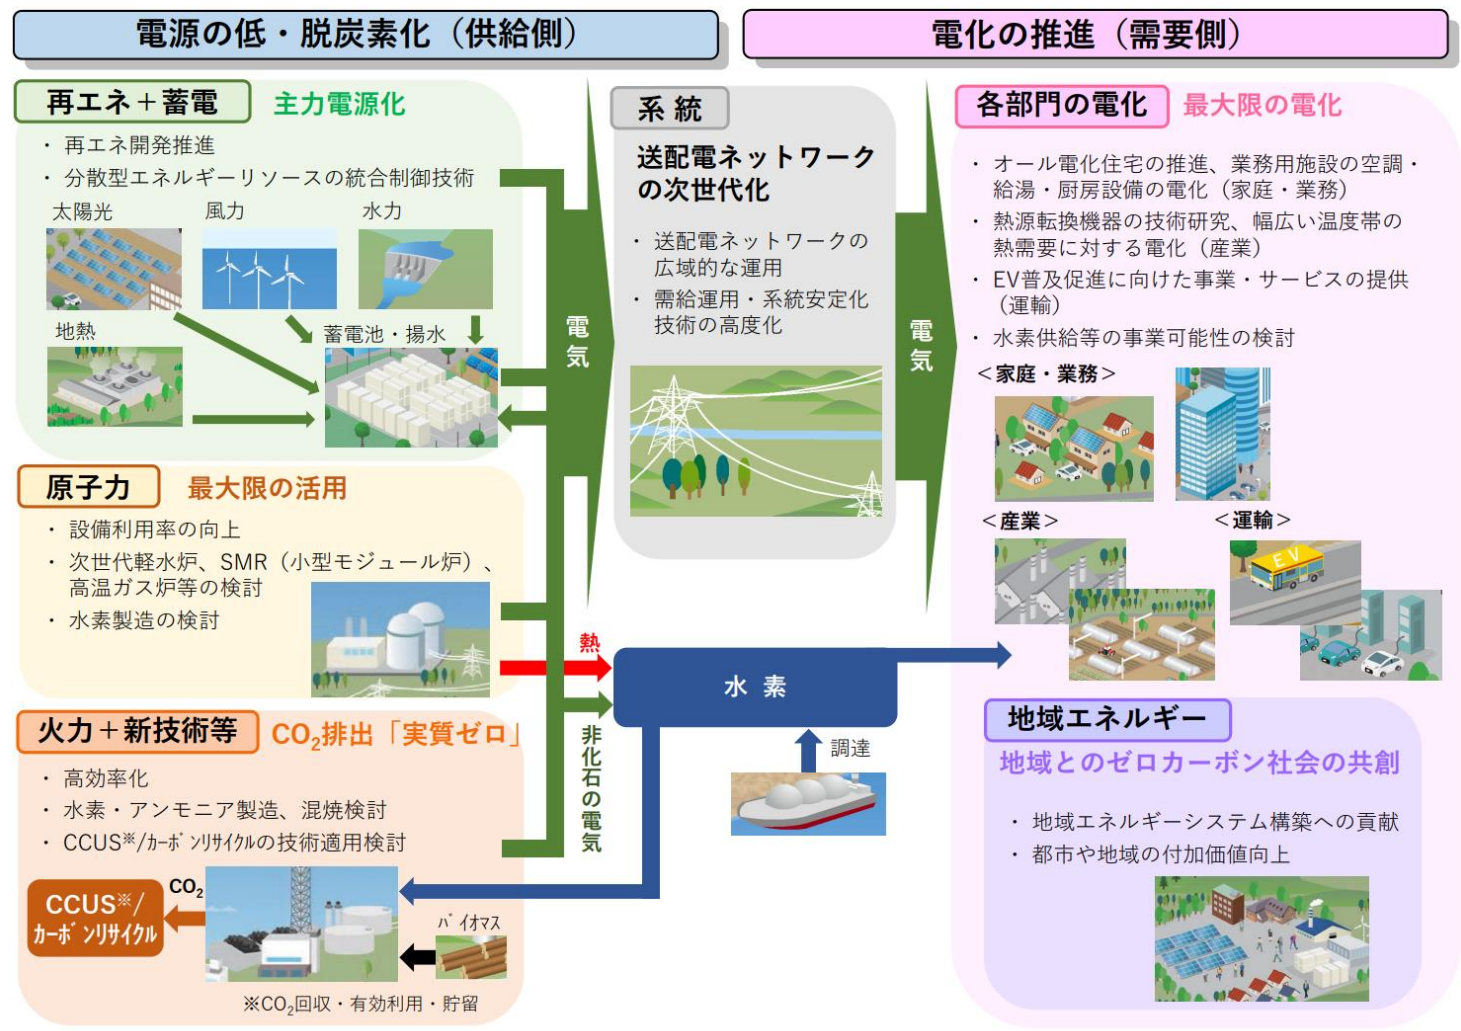 電源の低・脱炭素化（供給側）
電化の推進（需要側）
再エネ＋蓄電
主力電源化
・ 再エネ開発推進
・ 分散型エネルギーリソースの統合制御技術
太陽光
風力
水力
地熱
蓄電池・揚水
原子力
最大限の活用
・ 設備利用率の向上
・ 次世代軽水炉、SMR（小型モジュール炉）、
高温ガス炉等の検討
・ 水素製造の検討
火力＋新技術等
CO₂排出「実質ゼロ」
・ 高効率化
・ 水素・アンモニア製造、混焼検討
・ CCUS※/ｶｰﾎﾞﾝﾘｻｲｸﾙの技術適用検討
CO₂
CCUS※/
ｶｰﾎﾞﾝﾘｻｲｸﾙ
ﾊﾞｲｵﾏｽ
※CO₂回収・有効利用・貯留
電気
系統
送配電ネットワーク
の次世代化
・ 送配電ネットワークの
広域的な運用
・ 需給運用・系統安定化
技術の高度化
電気
熱
水素
非化石の電気
調達
各部門の電化
最大限の電化
・ オール電化住宅の推進、業務用施設の空調・
給湯・厨房設備の電化（家庭・業務）
・ 熱源転換機器の技術研究、幅広い温度帯の
熱需要に対する電化（産業）
・ EV普及促進に向けた事業・サービスの提供
（運輸）
・ 水素供給等の事業可能性の検討
＜家庭・業務＞
＜産業＞
＜運輸＞
EV
地域エネルギー
地域とのゼロカーボン社会の共創
・ 地域エネルギーシステム構築への貢献
・ 都市や地域の付加価値向上